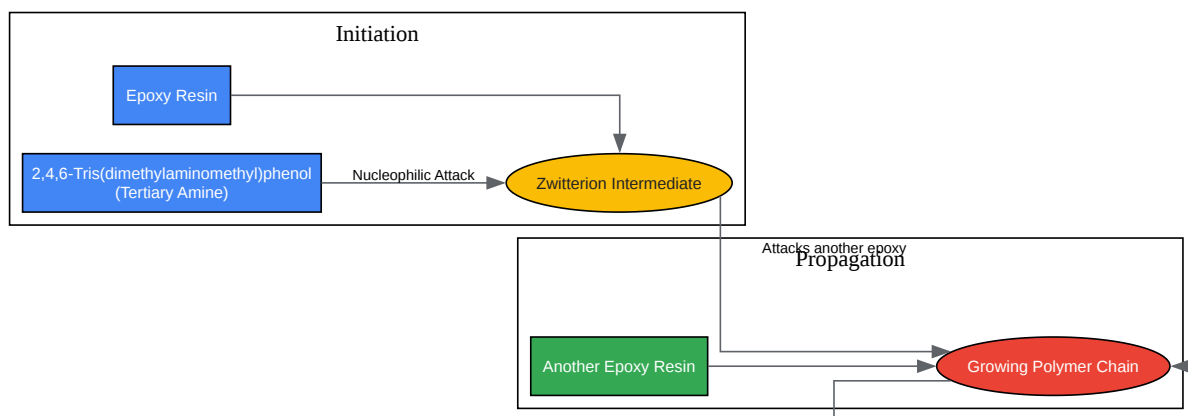 Initiation
Epoxy Resin
2,4,6-Tris(dimethylaminomethyl)phenol
(Tertiary Amine)
Nucleophilic Attack
Zwitterion Intermediate
Attacks another epoxy
Propagation
Another Epoxy Resin
Growing Polymer Chain